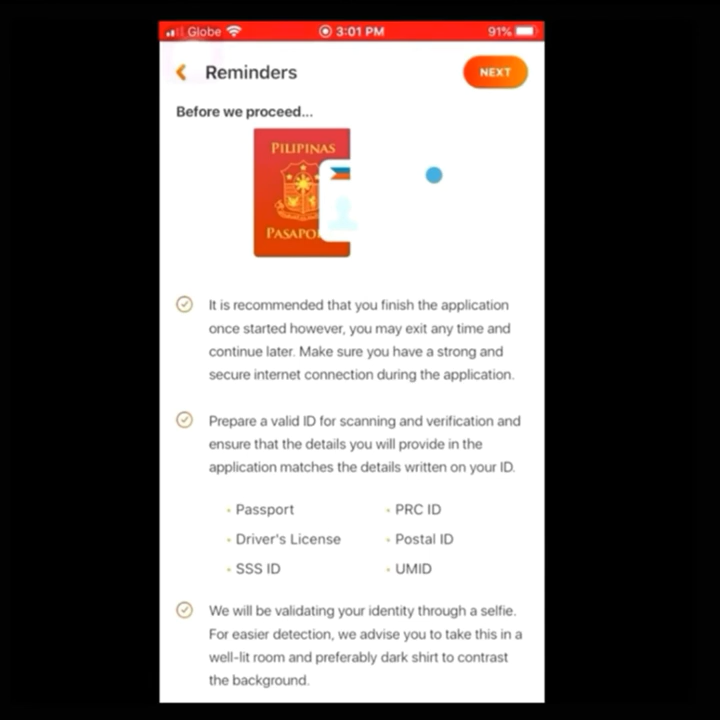 Globe
3:01 PM
91%
Reminders
NEXT
Before we proceed...
PILIPINAS
It is recommended that you finish the application
once started however, you may exit any time and
continue later. Make sure you have a strong and
secure internet connection during the application.
Prepare a valid ID for scanning and verification and
ensure that the details you will provide in the
application matches the details written on your ID.
• Passport
• PRC ID
• Driver's License
• Postal ID
• SSS ID
• UMID
We will be validating your identity through a selfie.
For easier detection, we advise you to take this in a
well-lit room and preferably dark shirt to contrast
the background.